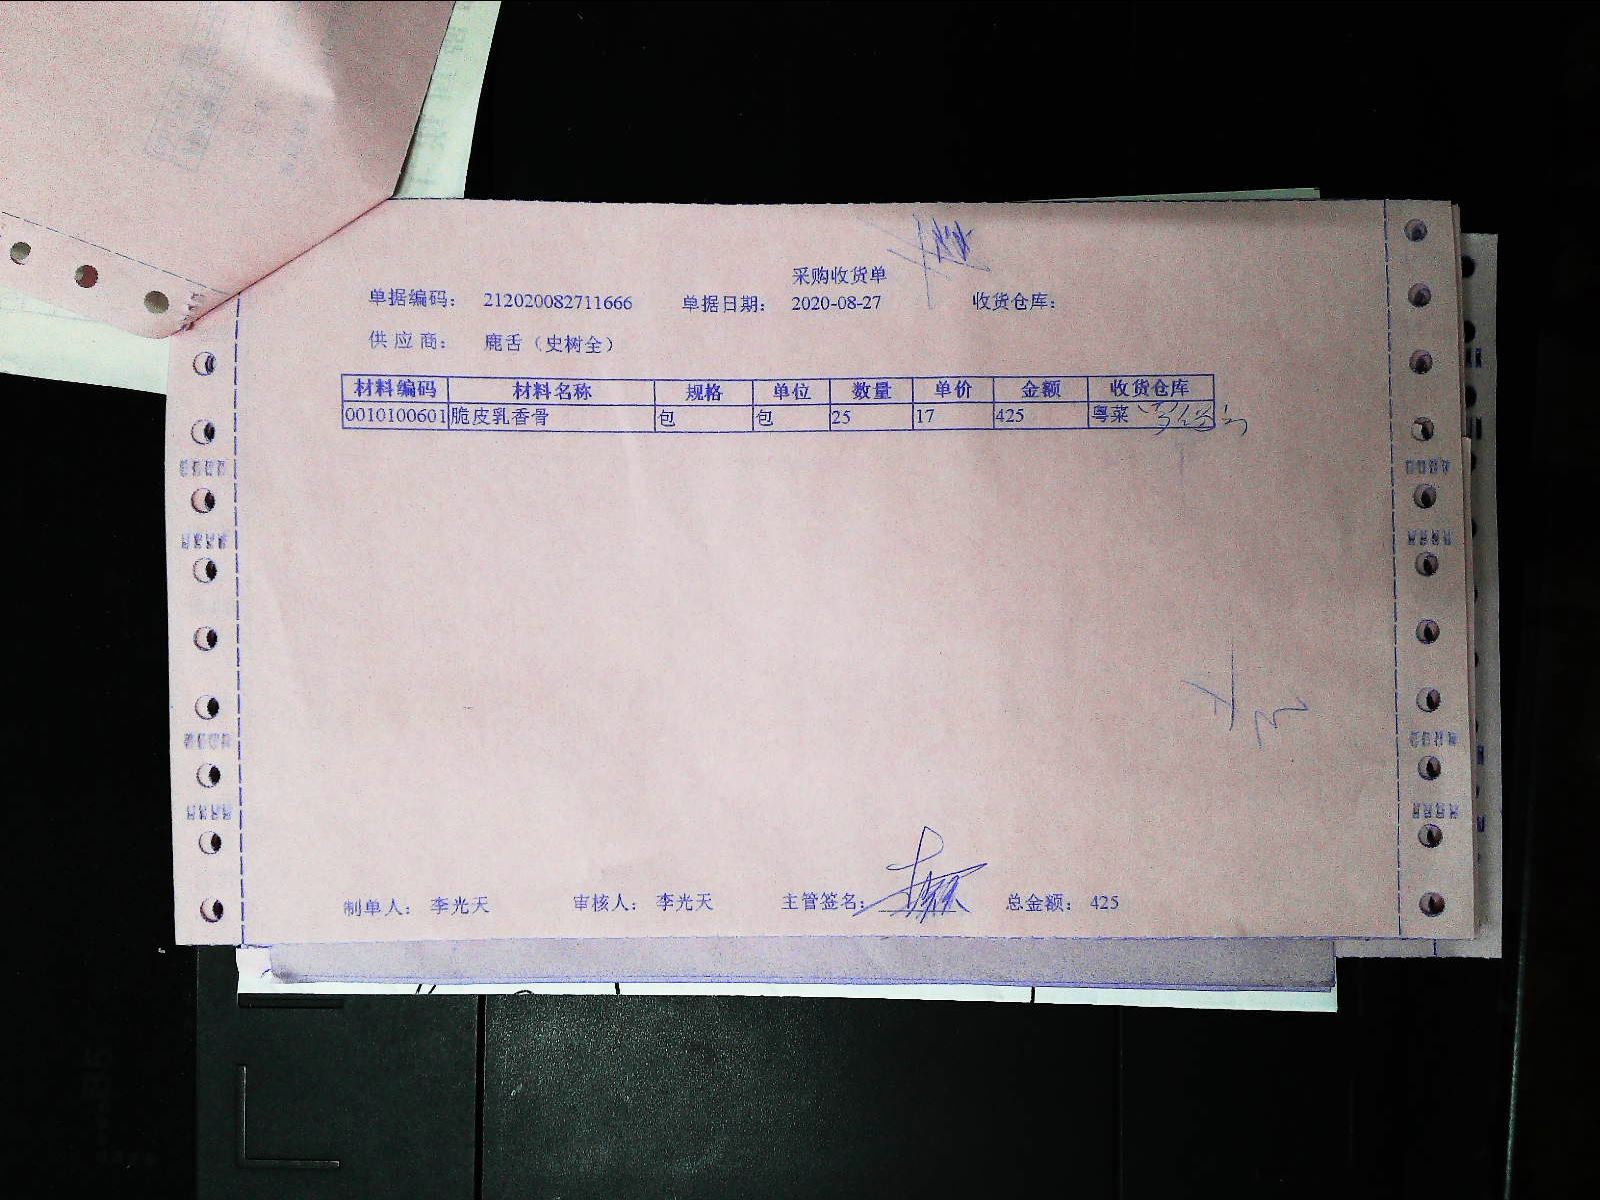 采购收货单
单据编码： 212020082711666 单据日期： 2020-08-27 收货仓库：
供 应 商： 鹿舌（史树全）
材料编码 材料名称 规格 单位 数量 单价 金额 收货仓库
0010100601 脆皮乳香骨 包 包 25 17 425 粤菜
制单人： 李光天 审核人： 李光天 主管签名： 总金额： 425